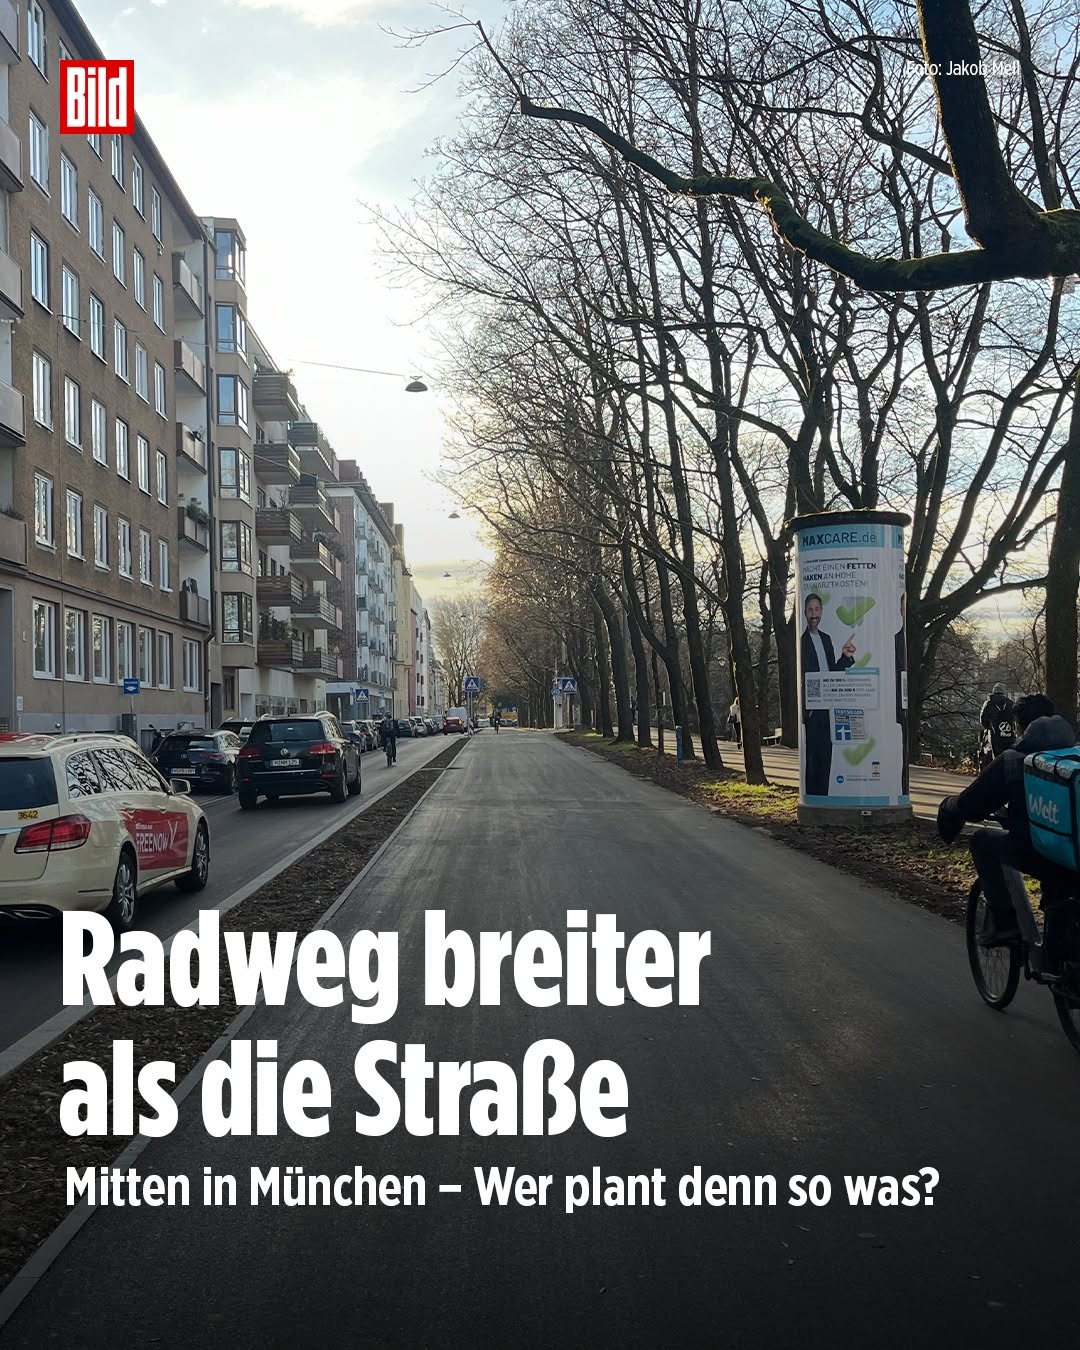 Bild
Foto: Jakob Mell
MAXCARE.de
MACHT EINEN FETTEN
HAKEN AN HOHE
ZAHNARZTKOSTEN!
3642
FREENOW
Wolt
Radweg breiter
als die Straße
Mitten in München – Wer plant denn so was?